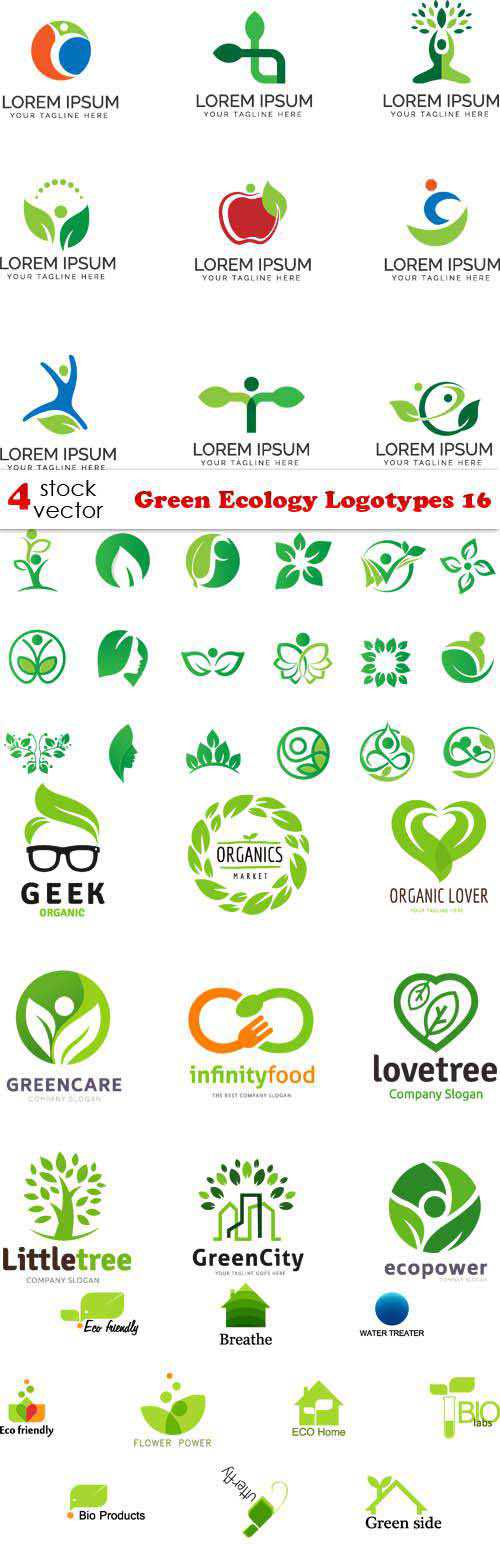 LOREM IPSUM
YOUR TAGLINE HERE
LOREM IPSUM
YOUR TAGLINE HERE
LOREM IPSUM
YOUR TAGLINE HERE
LOREM IPSUM
YOUR TAGLINE HERE
LOREM IPSUM
YOUR TAGLINE HERE
LOREM IPSUM
YOUR TAGLINE HERE
LOREM IPSUM
YOUR TAGLINE HERE
LOREM IPSUM
YOUR TAGLINE HERE
LOREM IPSUM
YOUR TAGLINE HERE
4 stock
vector
Green Ecology Logotypes 16
GEEK
ORGANIC
ORGANICS
MARKET
ORGANIC LOVER
YOUR TAGLINE HERE
GREENCARE
COMPANY SLOGAN
infinityfood
THE BEST COMPANY SLOGAN
lovetree
Company Slogan
Littletree
COMPANY SLOGAN
GreenCity
YOUR TAGLINE GOES HERE
ecopower
COMPANY SLOGAN
Eco friendly
Breathe
WATER TREATER
Eco friendly
FLOWER POWER
ECO Home
BIO
labs
Bio Products
utterfly
Green side